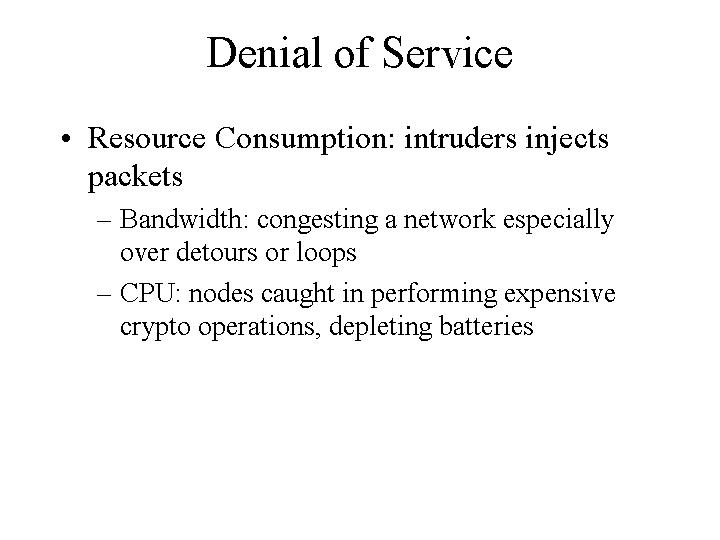 Denial of Service
• Resource Consumption: intruders injects
packets
– Bandwidth: congesting a network especially
over detours or loops
– CPU: nodes caught in performing expensive
crypto operations, depleting batteries